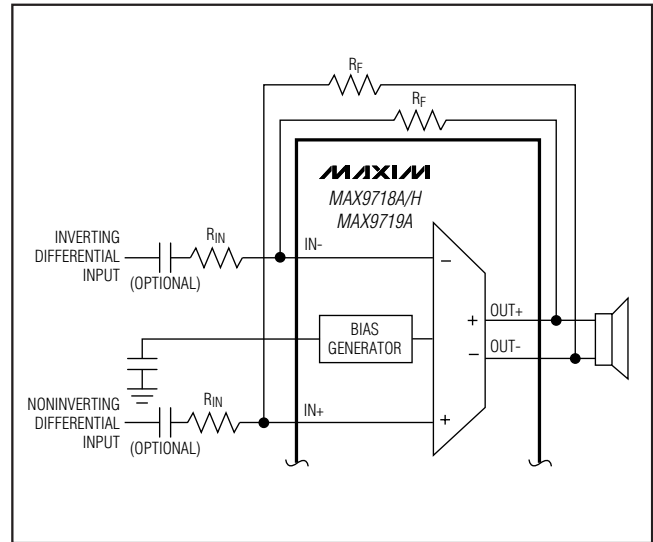 RF
RF
MAXIM
MAX9718A/H
MAX9719A
INVERTING
DIFFERENTIAL
INPUT
(OPTIONAL)
RIN
IN-
−
BIAS
GENERATOR
+
OUT+
−
OUT-
NONINVERTING
DIFFERENTIAL
INPUT
(OPTIONAL)
RIN
IN+
+